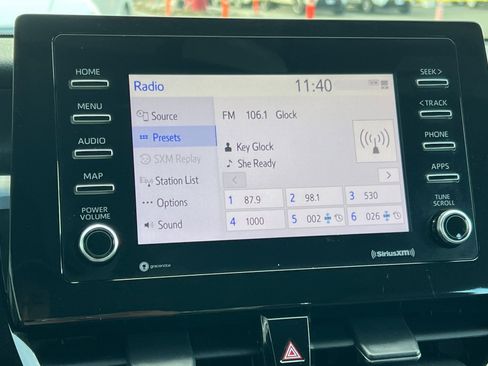 HOME
MENU
AUDIO
MAP
POWER
VOLUME
Radio
11:40
Source
Presets
SXM Replay
Station List
Options
Sound
FM 106.1 Glock
Key Glock
She Ready
1 87.9
2 98.1
3 530
4 1000
5 002
6 026
SEEK >
< TRACK
PHONE
APPS
TUNE
SCROLL
gracenote
((SiriusXM))